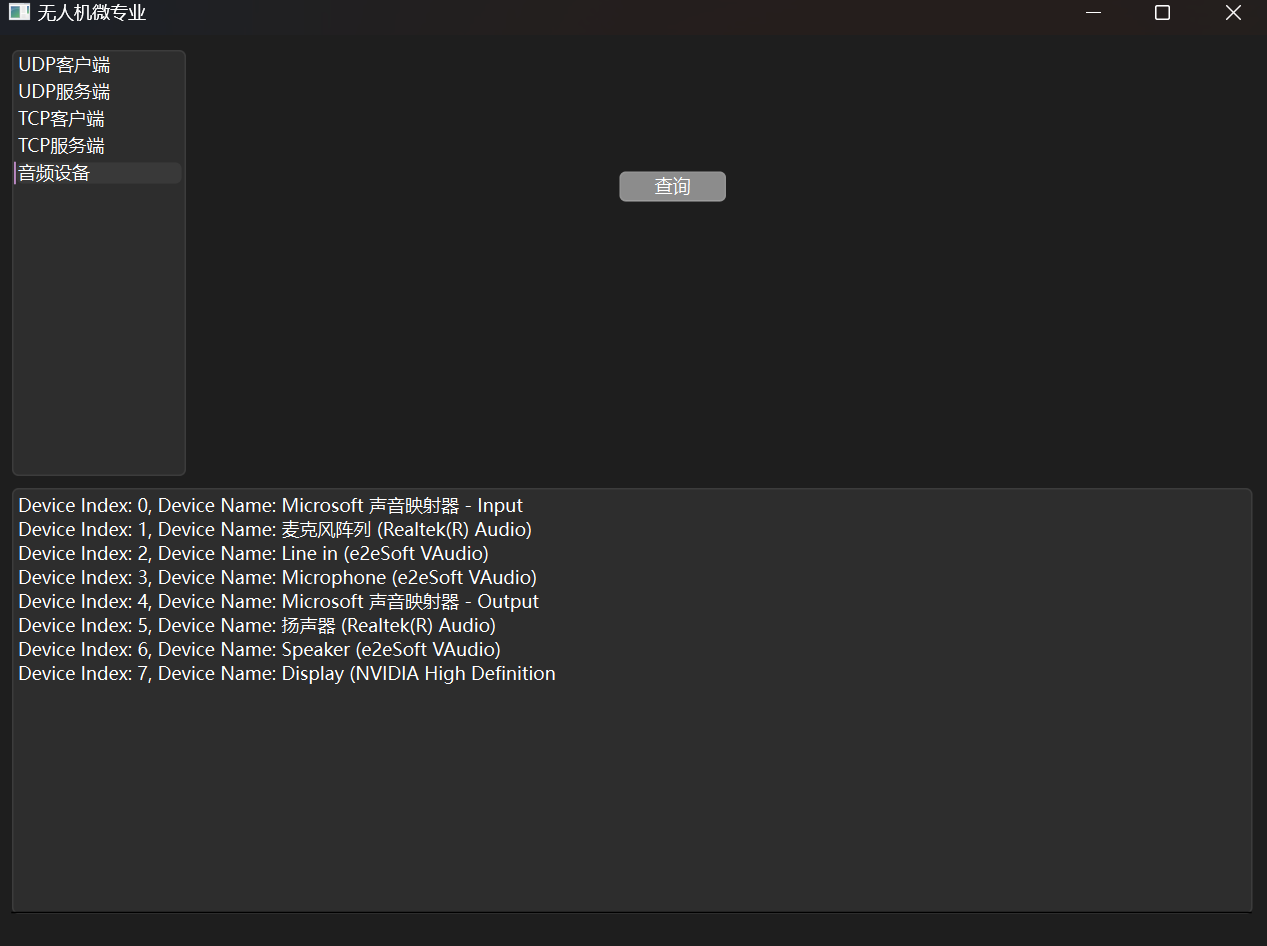 无人机微专业
UDP客户端
UDP服务端
TCP客户端
TCP服务端
音频设备
查询
Device Index: 0, Device Name: Microsoft 声音映射器 - Input
Device Index: 1, Device Name: 麦克风阵列 (Realtek(R) Audio)
Device Index: 2, Device Name: Line in (e2eSoft VAudio)
Device Index: 3, Device Name: Microphone (e2eSoft VAudio)
Device Index: 4, Device Name: Microsoft 声音映射器 - Output
Device Index: 5, Device Name: 扬声器 (Realtek(R) Audio)
Device Index: 6, Device Name: Speaker (e2eSoft VAudio)
Device Index: 7, Device Name: Display (NVIDIA High Definition